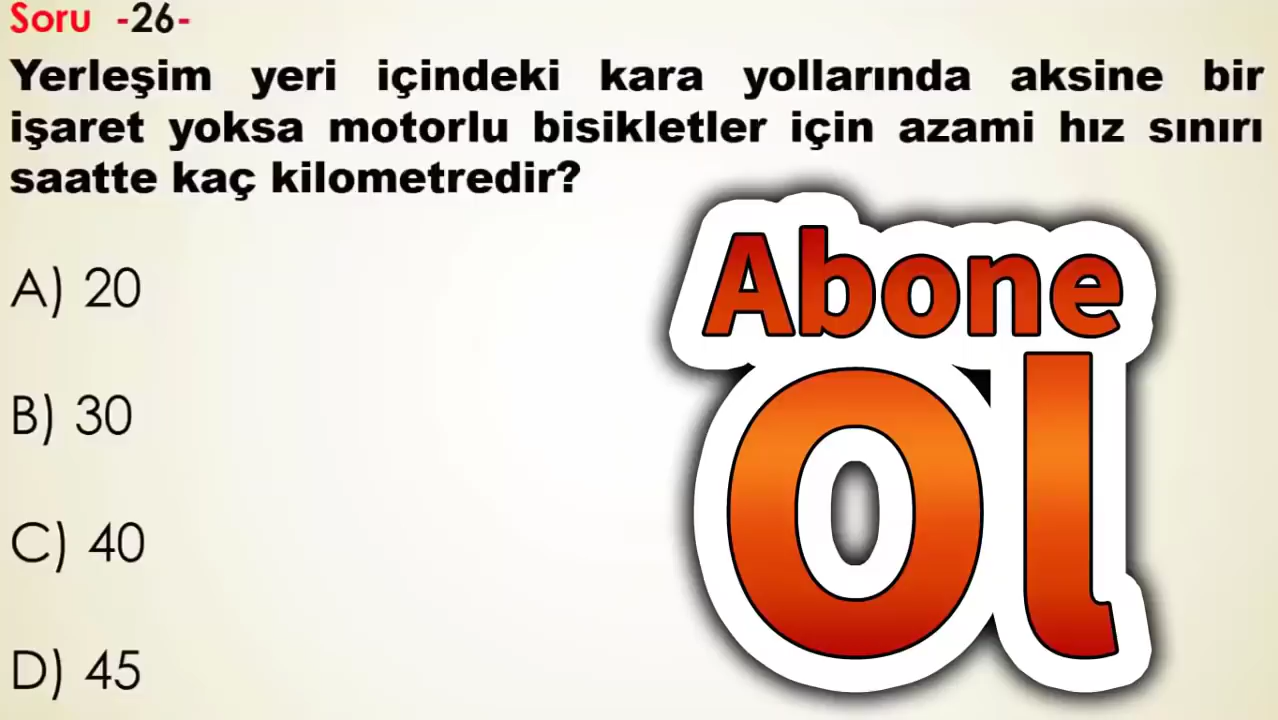 Soru -26-
Yerleşim yeri içindeki kara yollarında aksine bir
işaret yoksa motorlu bisikletler için azami hız sınırı
saatte kaç kilometredir?
A) 20
B) 30
C) 40
D) 45
Abone
Ol